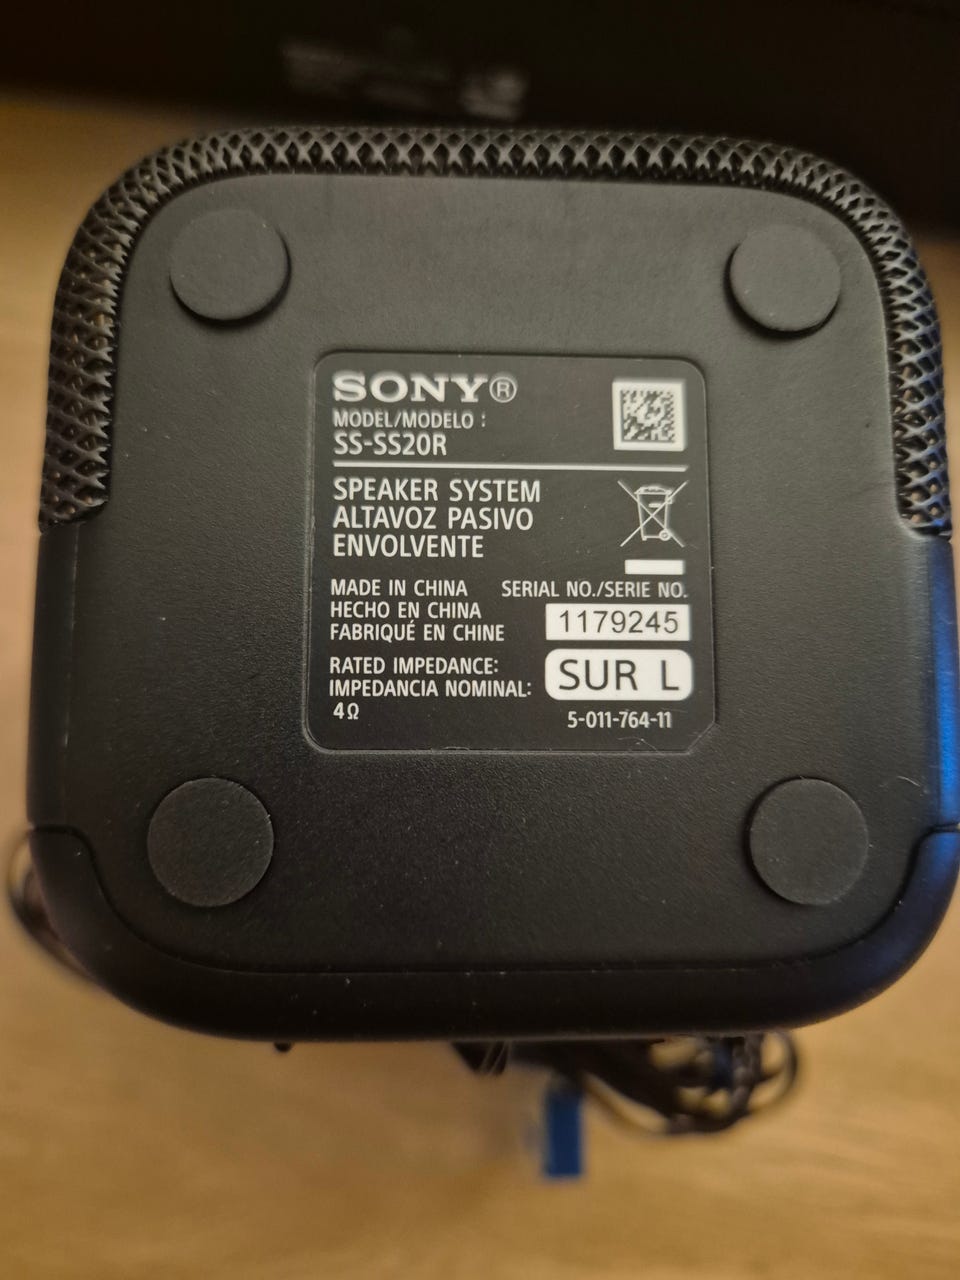 SONY®
MODEL/MODELO :
SS-SS20R
SPEAKER SYSTEM
ALTAVOZ PASIVO
ENVOLVENTE
MADE IN CHINA
HECHO EN CHINA
FABRIQUÉ EN CHINE
SERIAL NO./SERIE NO.
1179245
RATED IMPEDANCE:
IMPEDANCIA NOMINAL:
4Ω
SUR L
5-011-764-11